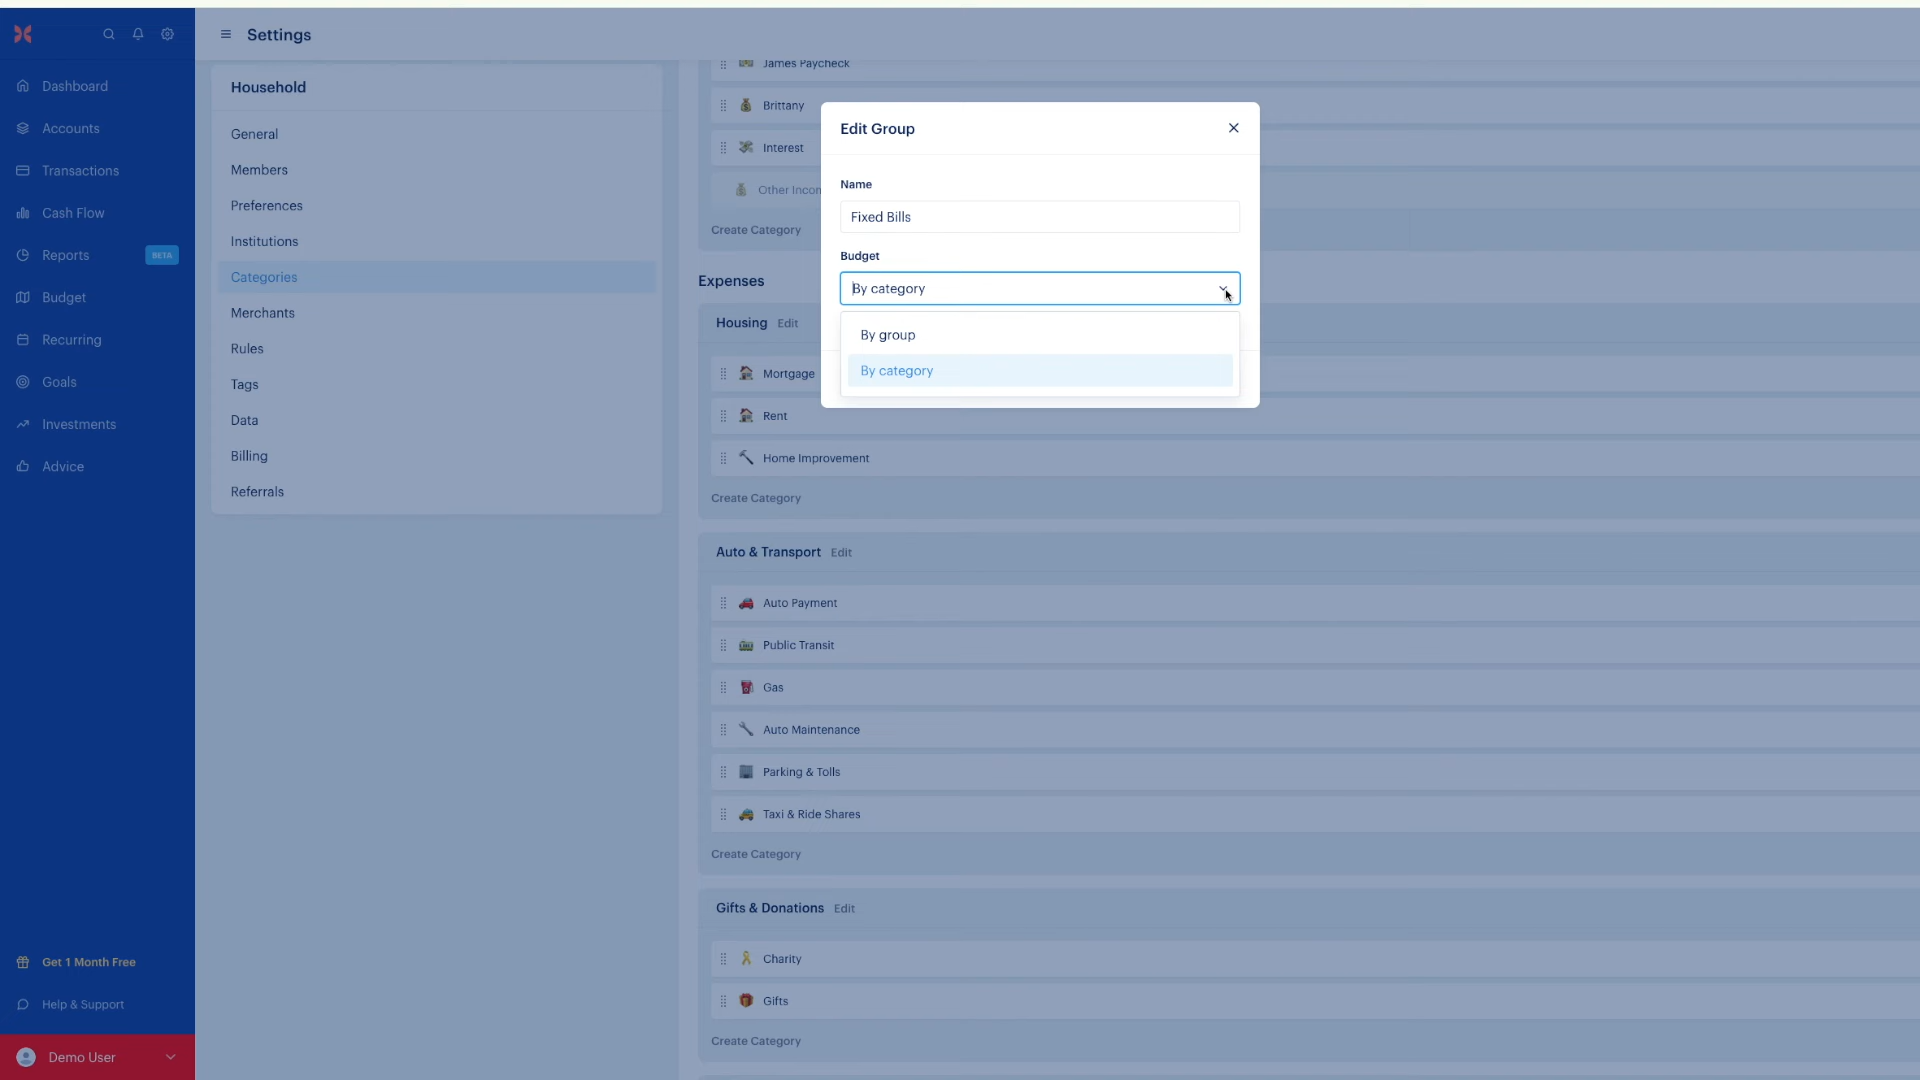 Settings
Dashboard
Accounts
Transactions
Cash Flow
Reports
BETA
Budget
Recurring
Goals
Investments
Advice
Get 1 Month Free
Help & Support
Demo User
Household
General
Members
Preferences
Institutions
Categories
Merchants
Rules
Tags
Data
Billing
Referrals
James Paycheck
Brittany
Interest
Other Incom
Create Category
Expenses
Housing Edit
Mortgage
Rent
Home Improvement
Create Category
Auto & Transport Edit
Auto Payment
Public Transit
Gas
Auto Maintenance
Parking & Tolls
Taxi & Ride Shares
Create Category
Gifts & Donations Edit
Charity
Gifts
Create Category
Edit Group
Name
Fixed Bills
Budget
By category
By group
By category